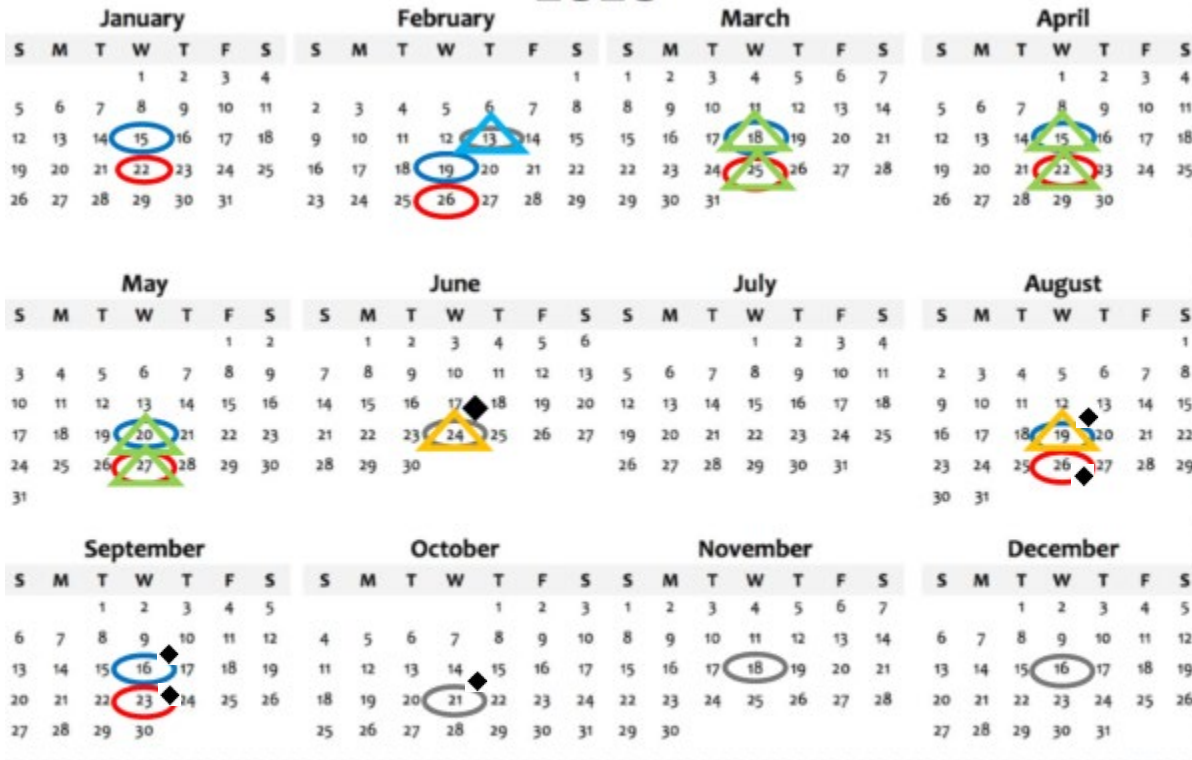 January February March April
S M T W T F S S M T W T F S S M T W T F S S M T W T F S
1 2 3 4 1 1 2 3 4 5 6 7 1 2 3 4
5 6 7 8 9 10 11 2 3 4 5 6 7 8 8 9 10 11 12 13 14 5 6 7 8 9 10 11
12 13 14 15 16 17 18 9 10 11 12 13 14 15 15 16 17 18 19 20 21 12 13 14 15 16 17 18
19 20 21 22 23 24 25 16 17 18 19 20 21 22 22 23 24 25 26 27 28 19 20 21 22 23 24 25
26 27 28 29 30 31 23 24 25 26 27 28 29 29 30 31 26 27 28 29 30
May June July August
S M T W T F S S M T W T F S S M T W T F S S M T W T F S
1 2 1 2 3 4 5 6 1 2 3 4 1
3 4 5 6 7 8 9 7 8 9 10 11 12 13 5 6 7 8 9 10 11 2 3 4 5 6 7 8
10 11 12 13 14 15 16 14 15 16 17 18 19 20 12 13 14 15 16 17 18 9 10 11 12 13 14 15
17 18 19 20 21 22 23 21 22 23 24 25 26 27 19 20 21 22 23 24 25 16 17 18 19 20 21 22
24 25 26 27 28 29 30 28 29 30 26 27 28 29 30 31 23 24 25 26 27 28 29
31 30 31
September October November December
S M T W T F S S M T W T F S S M T W T F S S M T W T F S
1 2 3 4 5 1 2 3 1 2 3 4 5 6 7 1 2 3 4 5
6 7 8 9 10 11 12 4 5 6 7 8 9 10 8 9 10 11 12 13 14 6 7 8 9 10 11 12
13 14 15 16 17 18 19 11 12 13 14 15 16 17 15 16 17 18 19 20 21 13 14 15 16 17 18 19
20 21 22 23 24 25 26 18 19 20 21 22 23 24 22 23 24 25 26 27 28 20 21 22 23 24 25 26
27 28 29 30 25 26 27 28 29 30 31 29 30 27 28 29 30 31